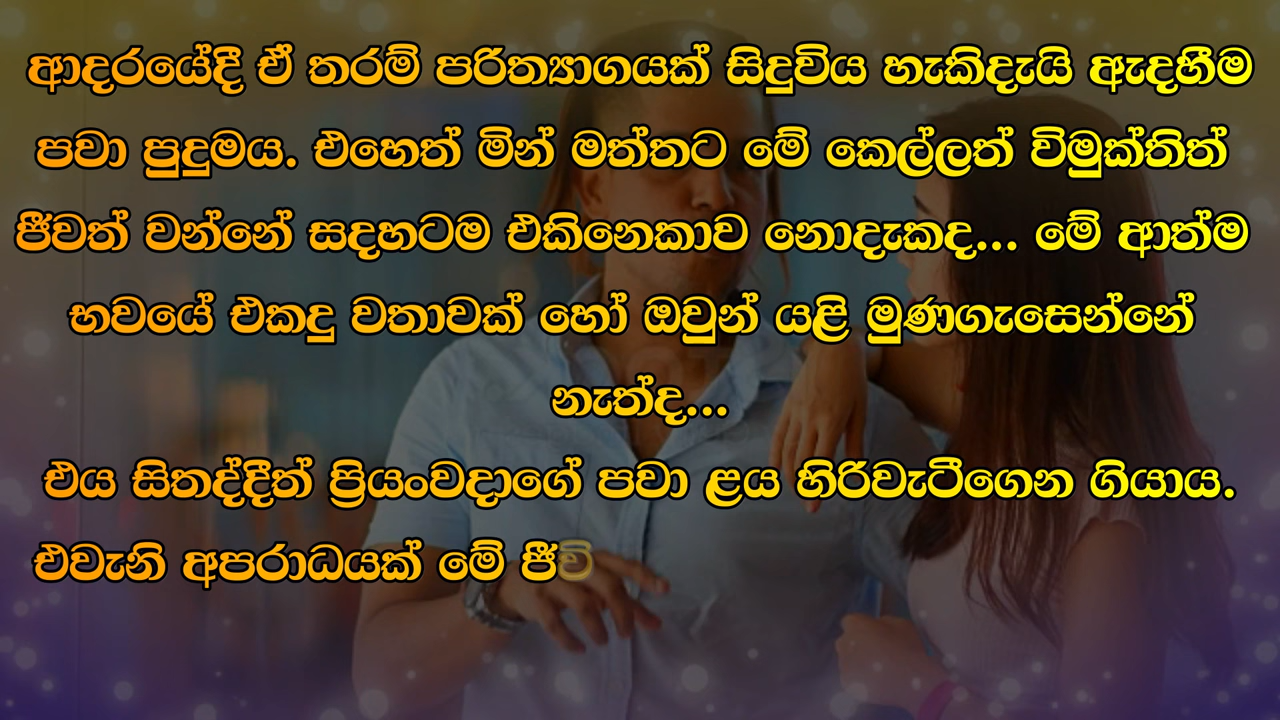 ආදරයේදී ඒ තරම් පරිත්‍යාගයක් සිදුවිය හැකිදැයි ඇදහීම
පවා පුදුමය. එහෙත් මින් මත්තට මේ කෙල්ලත් විමුක්තිත්
ජීවත් වන්නේ සදහටම එකිනෙකාව නොදැකද... මේ ආත්ම
භවයේ එකදු වතාවක් හෝ ඔවුන් යළි මුණගැසෙන්නේ
නැත්ද...
එය සිතද්දීත් ප්‍රියංවදාගේ පවා ළය හිරිවැටීගෙන ගියාය.
එවැනි අපරාධයක් මේ ජීවි